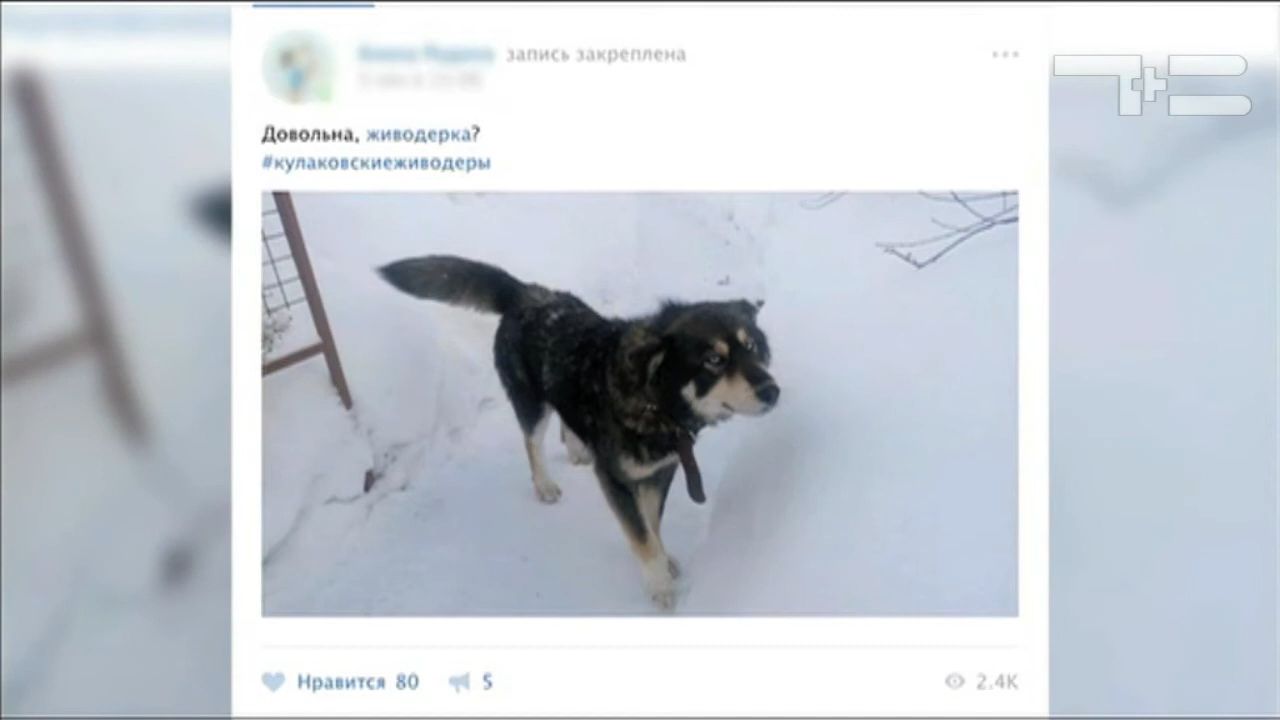 запись закреплена
Довольна, живодерка?
#кулаковскиеживодеры
Нравится 80 5 2.4K